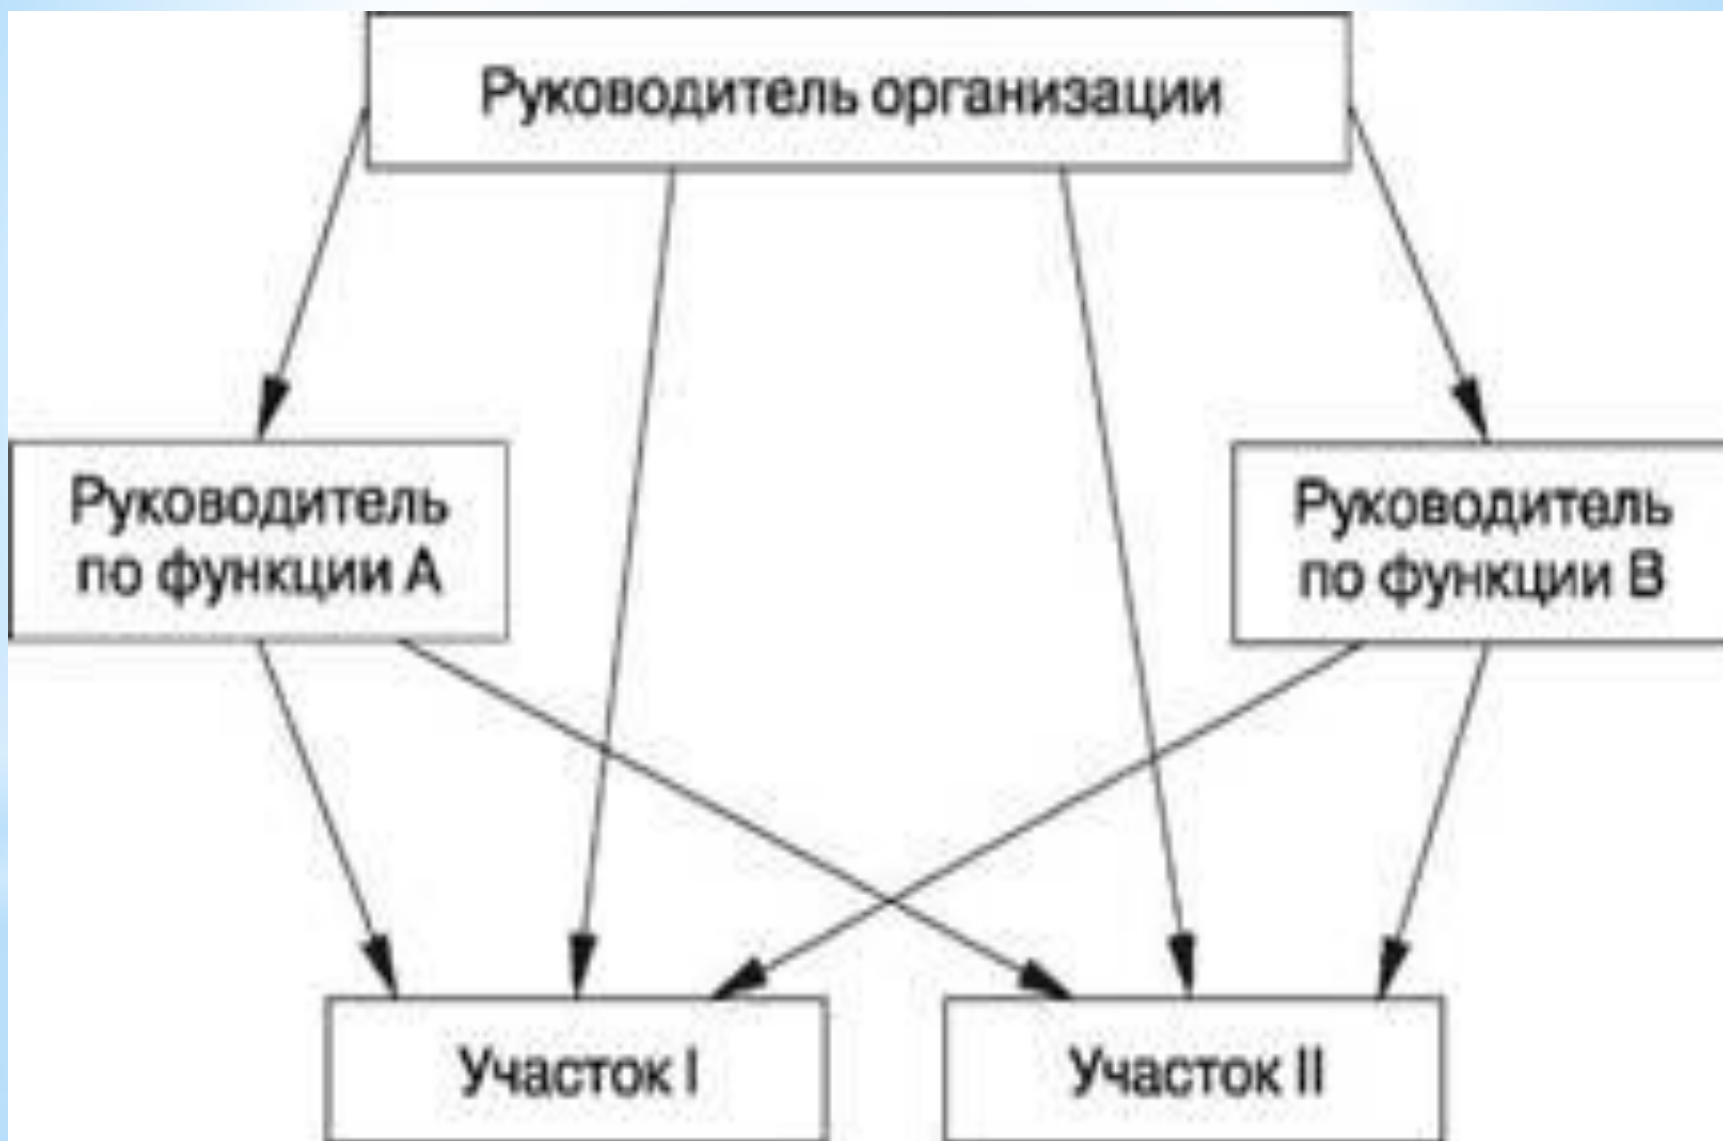 Руководитель организации
Руководитель
по функции А
Руководитель
по функции В
Участок I
Участок II